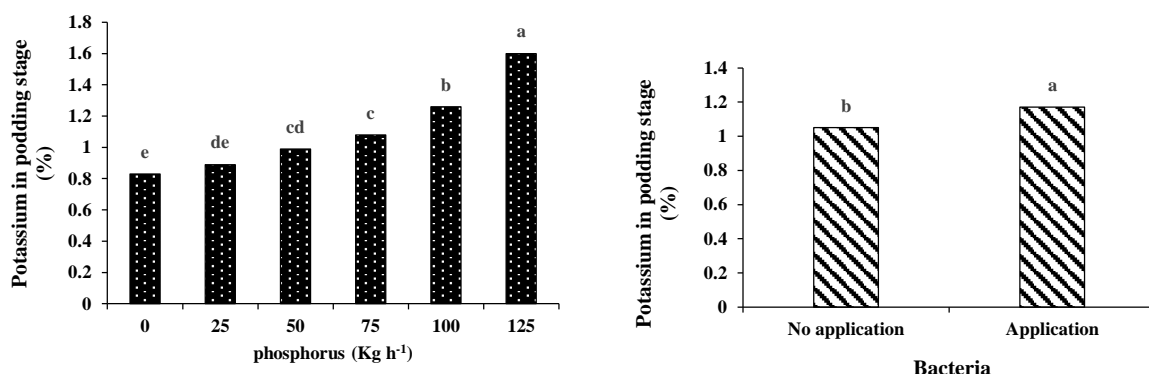 Potassium in podding stage
(%)
1.8
1.6
1.4
1.2
1
0.8
0.6
0.4
0.2
0
e
de
cd
c
b
a
0 25 50 75 100 125
phosphorus (Kg h-1)
Potassium in podding stage
(%)
1.4
1.2
1
0.8
0.6
0.4
0.2
0
b
a
No application Application
Bacteria